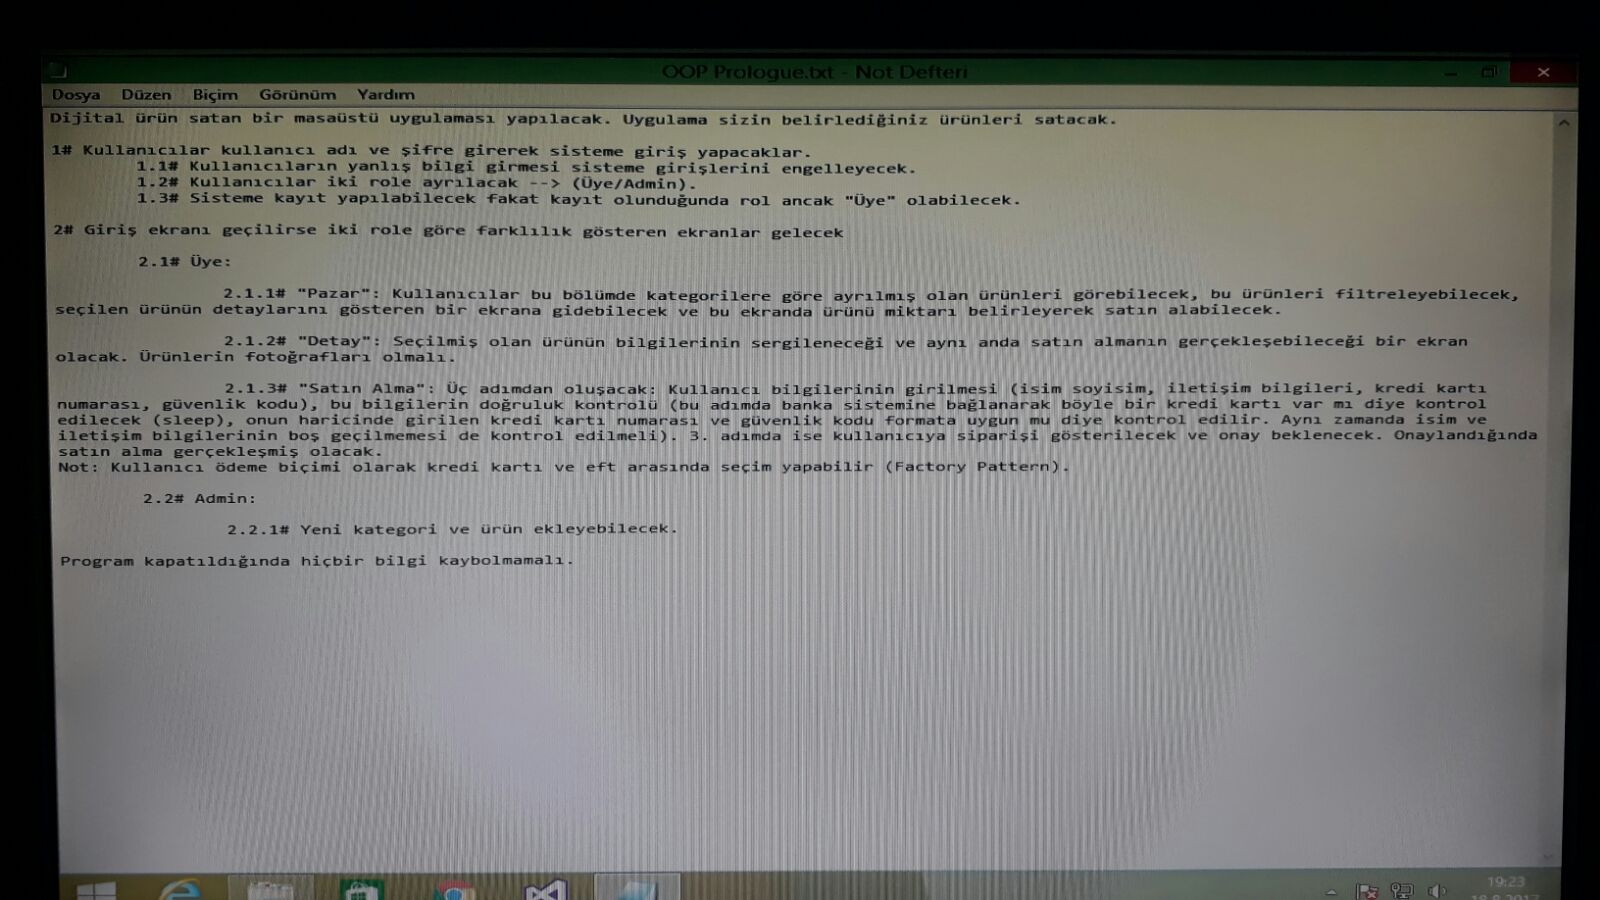 OOP Prologue.txt - Not Defteri
Dosya Düzen Biçim Görünüm Yardım
Dijital ürün satan bir masaüstü uygulaması yapılacak. Uygulama sizin belirlediğiniz ürünleri satacak.
1# Kullanıcılar kullanıcı adı ve şifre girerek sisteme giriş yapacaklar.
1.1# Kullanıcıların yanlış bilgi girmesi sisteme girişlerini engelleyecek.
1.2# Kullanıcılar iki role ayrılacak --> (Üye/Admin).
1.3# Sisteme kayıt yapılabilecek fakat kayıt olunduğunda rol ancak "Üye" olabilecek.
2# Giriş ekranı geçilirse iki role göre farklılık gösteren ekranlar gelecek
2.1# Üye:
2.1.1# "Pazar": Kullanıcılar bu bölümde kategorilere göre ayrılmış olan ürünleri görebilecek, bu ürünleri filtreleyebilecek,
seçilen ürünün detaylarını gösteren bir ekrana gidebilecek ve bu ekranda ürünü miktarı belirleyerek satın alabilecek.
2.1.2# "Detay": Seçilmiş olan ürünün bilgilerinin sergileneceği ve aynı anda satın almanın gerçekleşebileceği bir ekran
olacak. Ürünlerin fotoğrafları olmalı.
2.1.3# "Satın Alma": Üç adımdan oluşacak: Kullanıcı bilgilerinin girilmesi (isim soyisim, iletişim bilgileri, kredi kartı
numarası, güvenlik kodu), bu bilgilerin doğruluk kontrolü (bu adımda banka sistemine bağlanarak böyle bir kredi kartı var mı diye kontrol
edilecek (sleep), onun haricinde girilen kredi kartı numarası ve güvenlik kodu formata uygun mu diye kontrol edilir. Aynı zamanda isim ve
iletişim bilgilerinin boş geçilmemesi de kontrol edilmeli). 3. adımda ise kullanıcıya siparişi gösterilecek ve onay beklenecek. Onaylandığında
satın alma gerçekleşmiş olacak.
Not: Kullanıcı ödeme biçimi olarak kredi kartı ve eft arasında seçim yapabilir (Factory Pattern).
2.2# Admin:
2.2.1# Yeni kategori ve ürün ekleyebilecek.
Program kapatıldığında hiçbir bilgi kaybolmamalı.
19:23